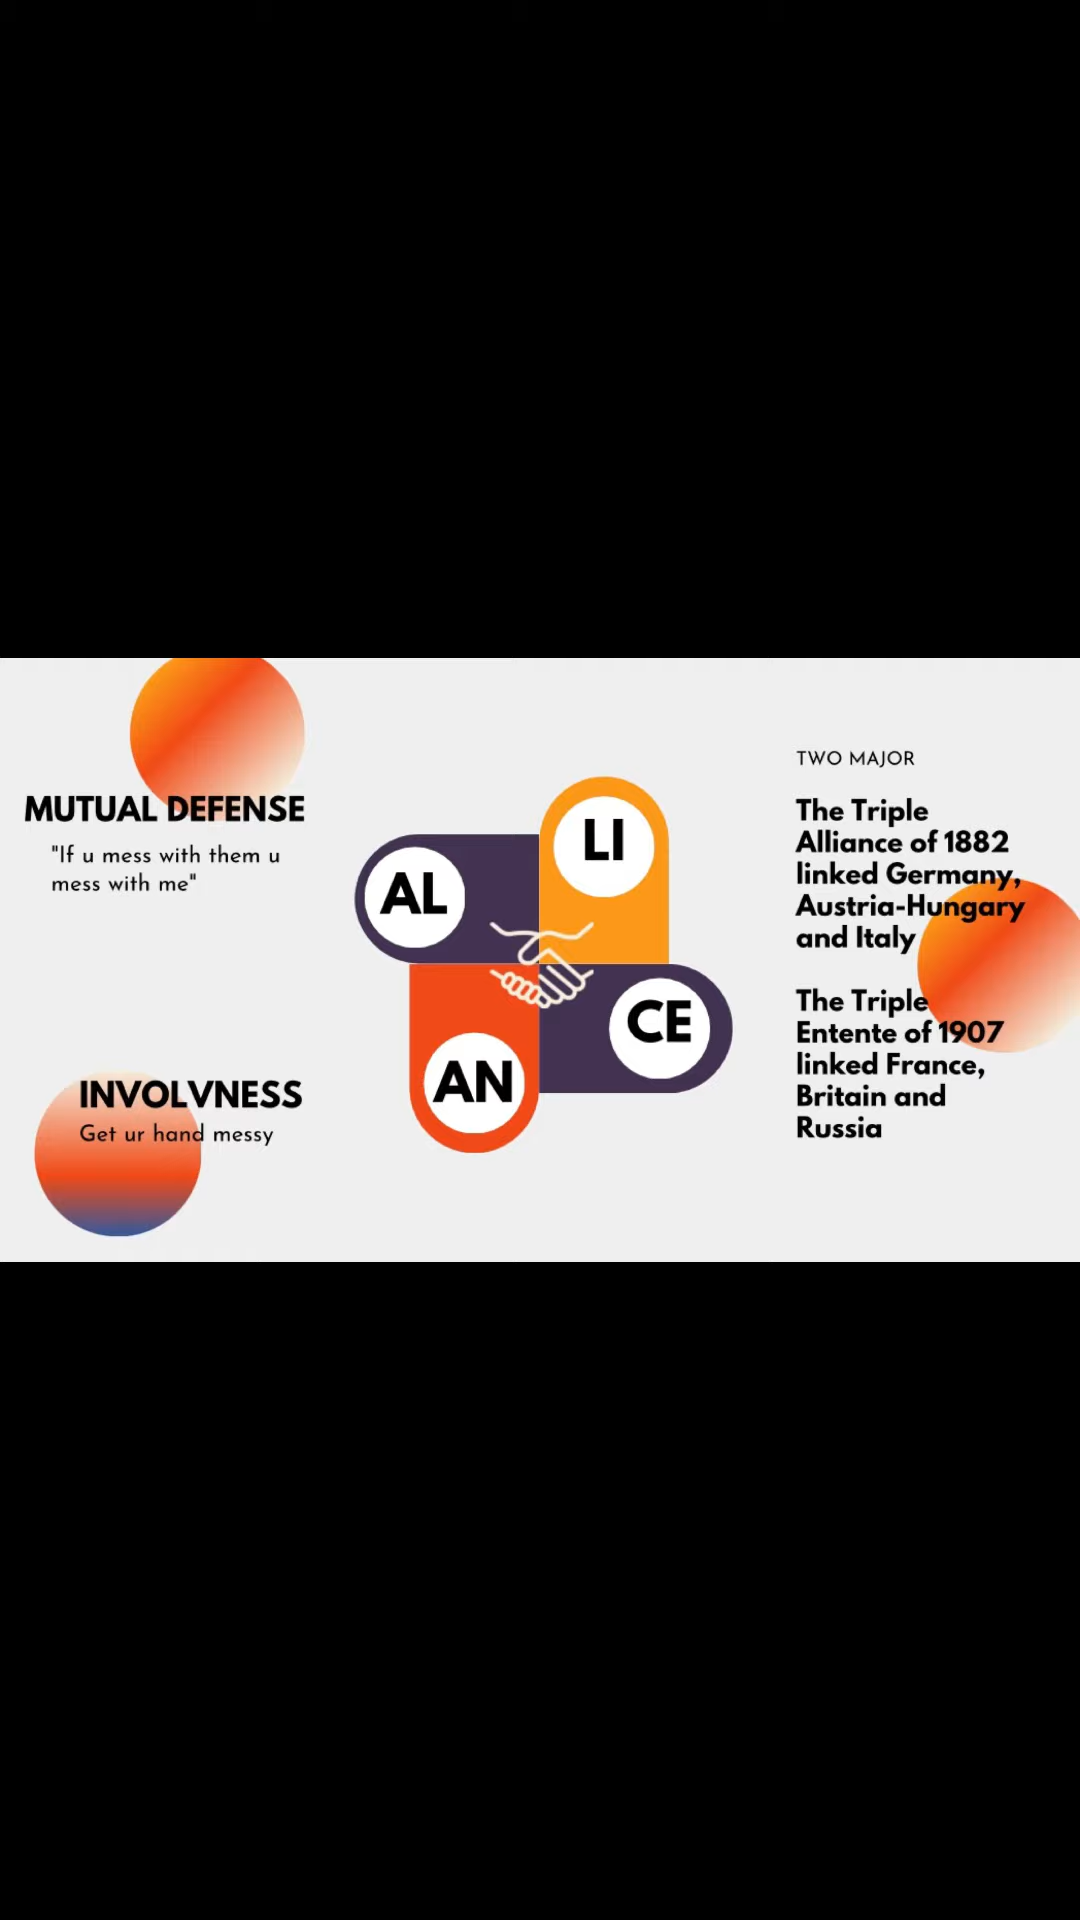 MUTUAL DEFENSE
"If u mess with them u
mess with me"
INVOLVNESS
Get ur hand messy
AL
LI
AN
CE
TWO MAJOR
The Triple
Alliance of 1882
linked Germany,
Austria-Hungary
and Italy
The Triple
Entente of 1907
linked France,
Britain and
Russia